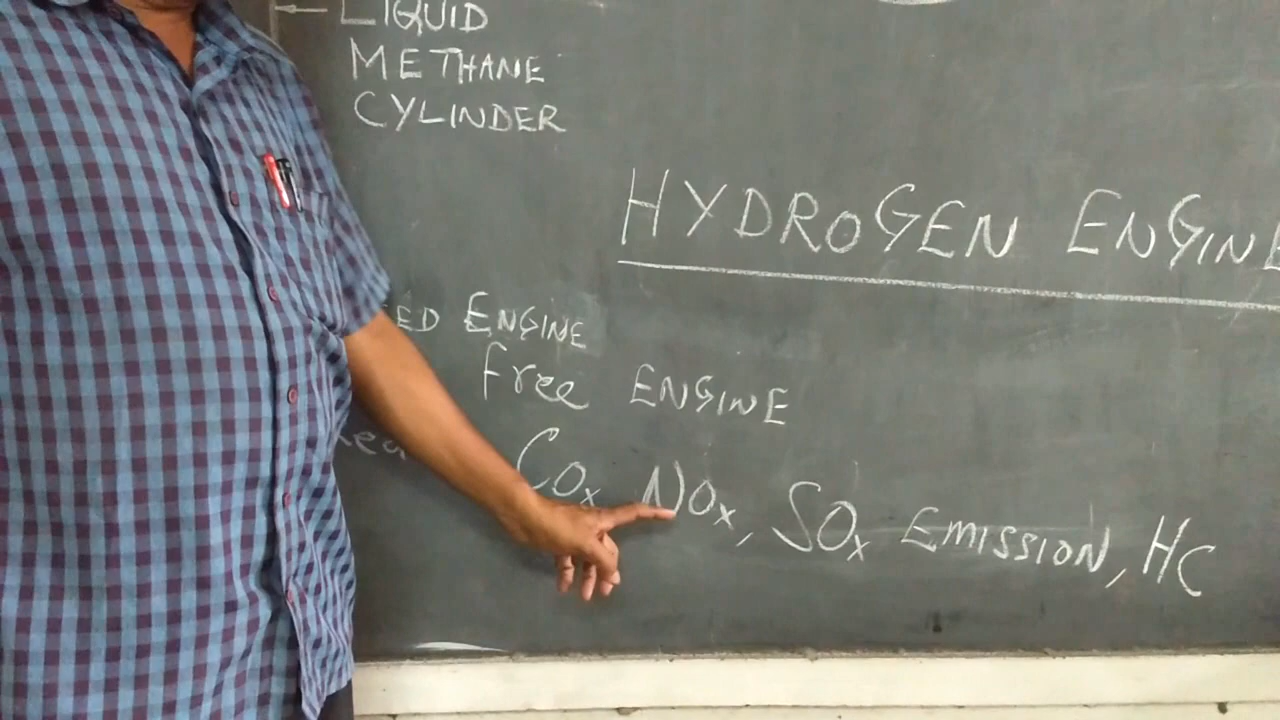 LIQUID
METHANE
CYLINDER
HYDROGEN ENGINE
ED ENGINE
Free ENGINE
COx NOx, SOx EMISSION, HC